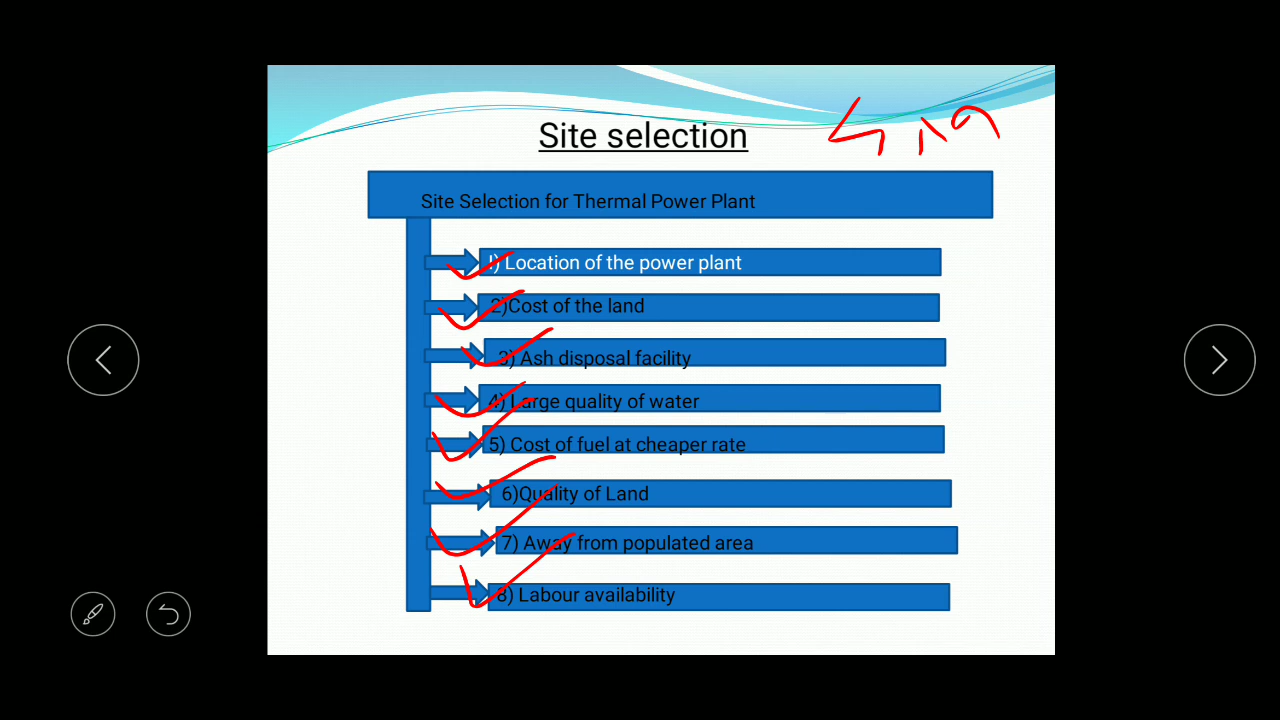 Site selection
Site Selection for Thermal Power Plant
I) Location of the power plant
2)Cost of the land
3) Ash disposal facility
4) Large quality of water
5) Cost of fuel at cheaper rate
6)Quality of Land
7) Away from populated area
8) Labour availability